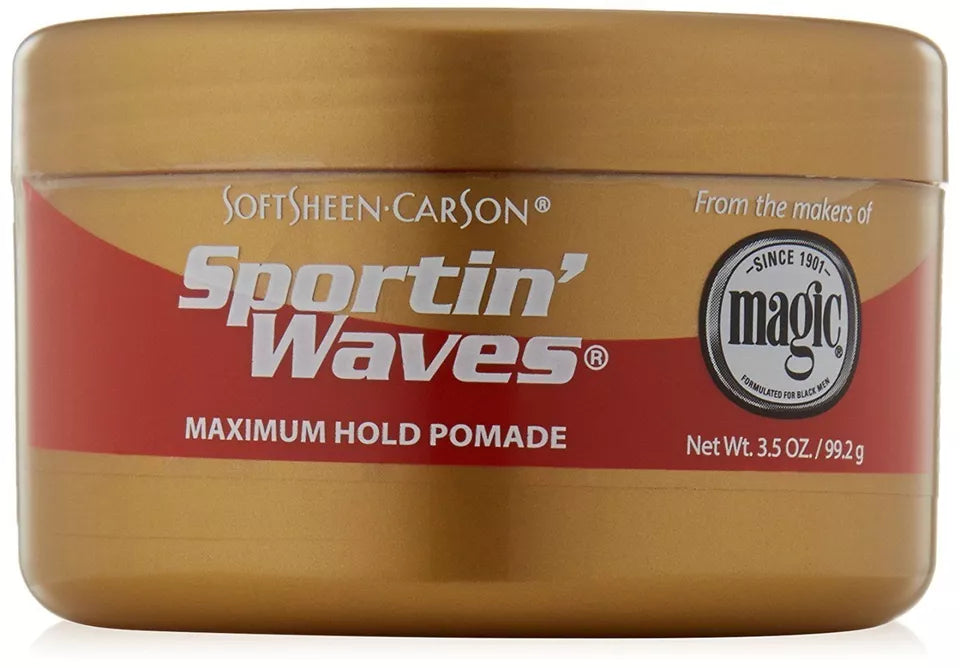 SOFTSHEEN·CARSON®
Sportin'
Waves®
MAXIMUM HOLD POMADE
From the makers of
—SINCE 1901—
magic®
FORMULATED FOR BLACK MEN
Net Wt. 3.5 OZ. / 99.2 g